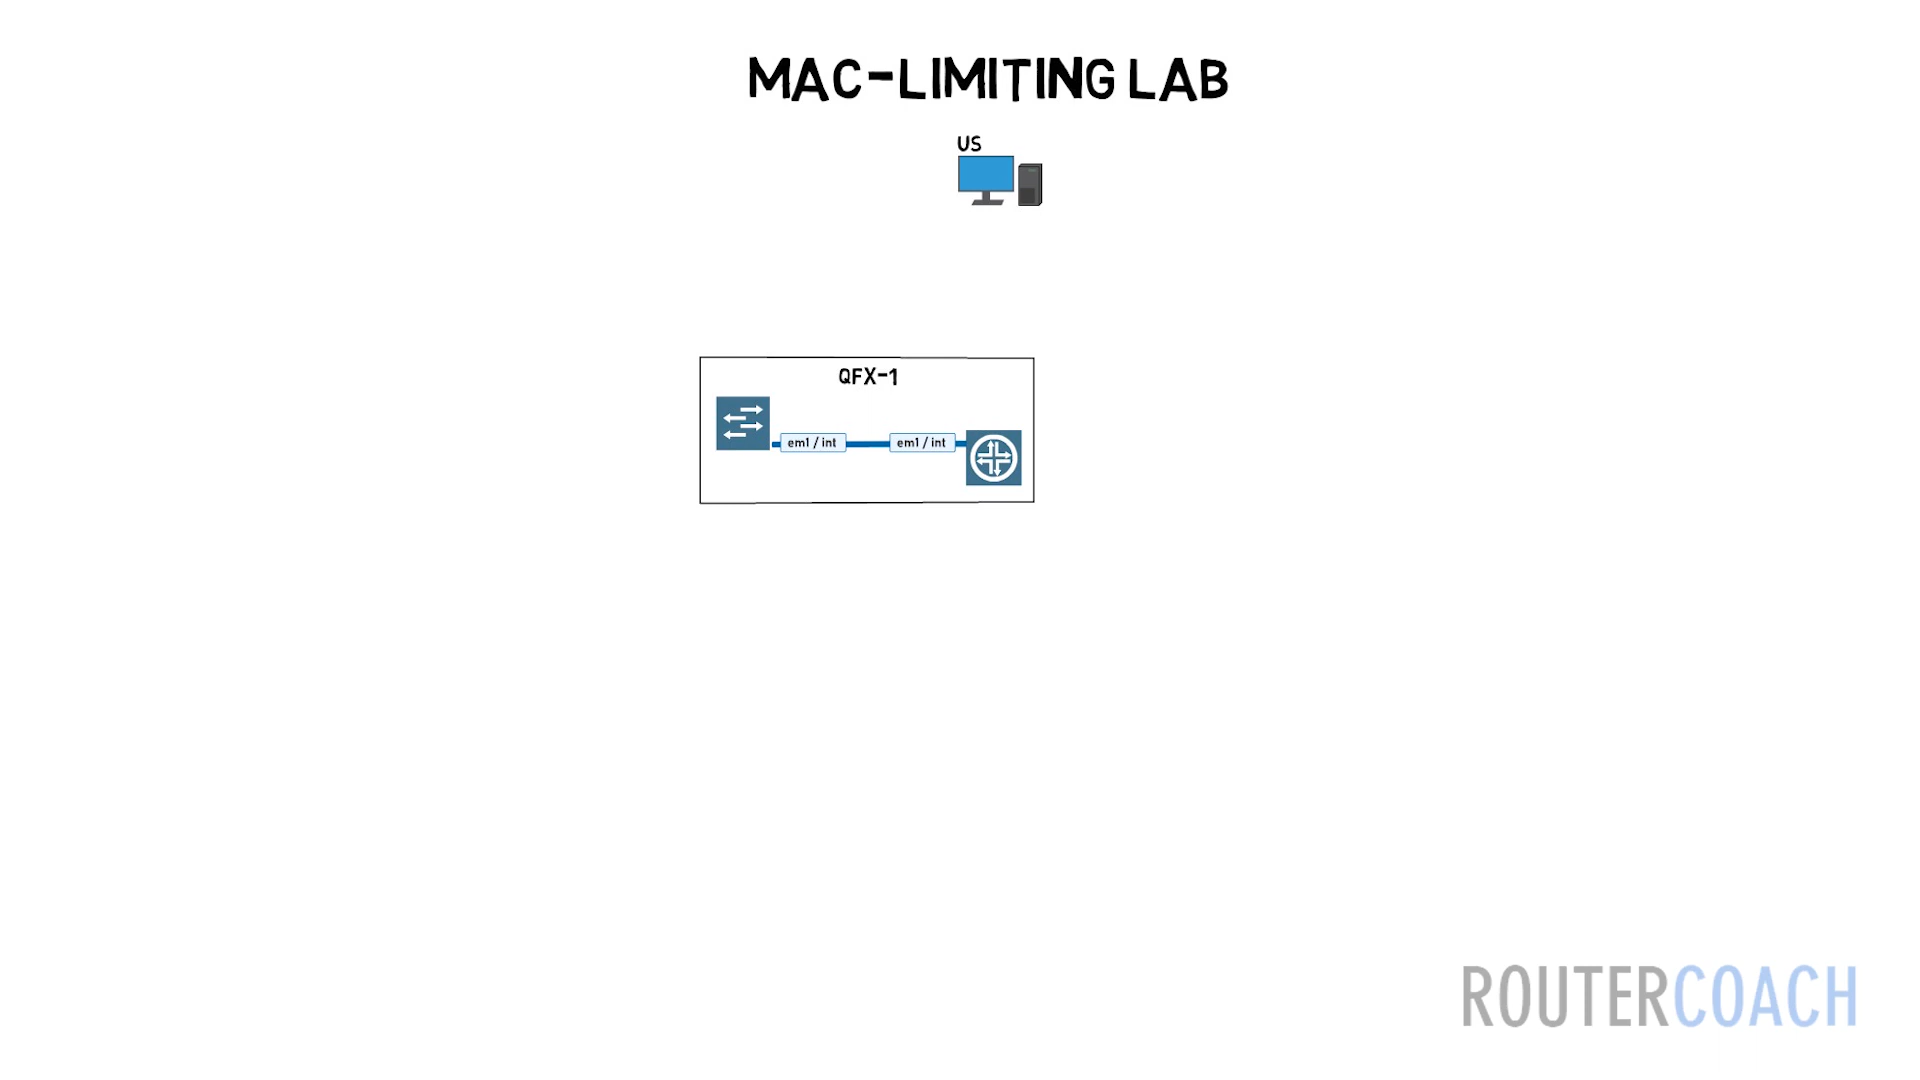 MAC-LIMITING LAB
US
QFX-1
em1 / int
em1 / int
ROUTERCOACH